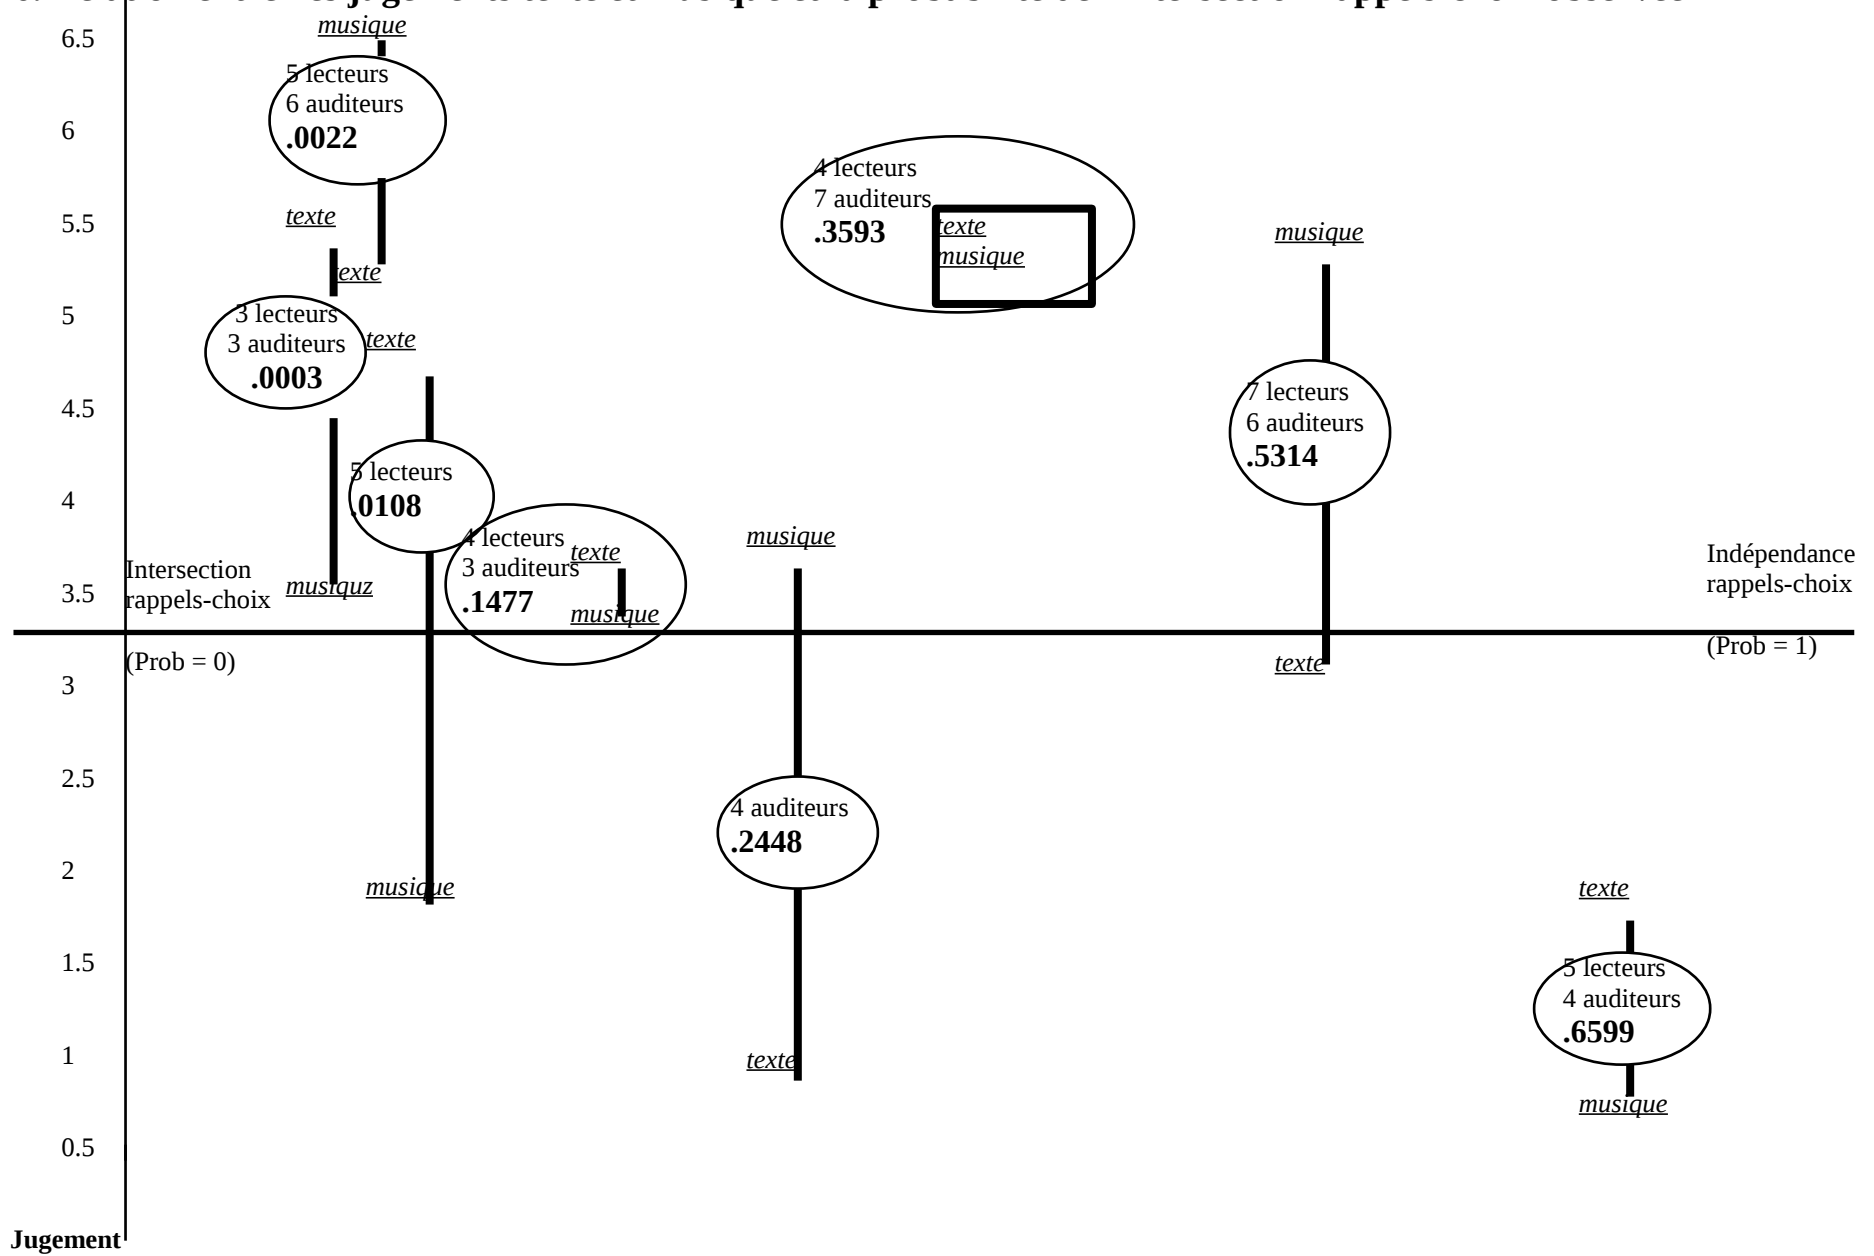 musique
6.5
5 lecteurs
6 auditeurs
.0022
6
4 lecteurs
7 auditeurs
.3593
texte
musique
texte
5.5
musique
texte
5
3 lecteurs
3 auditeurs
.0003
texte
4.5
7 lecteurs
6 auditeurs
.5314
5 lecteurs
.0108
4
4 lecteurs
3 auditeurs
.1477
texte
musique
musique
Intersection
rappels-choix
(Prob = 0)
musiquz
3.5
Indépendance
rappels-choix
(Prob = 1)
texte
3
2.5
4 auditeurs
.2448
2
musique
texte
1.5
5 lecteurs
4 auditeurs
.6599
1
texte
musique
0.5
Jugement